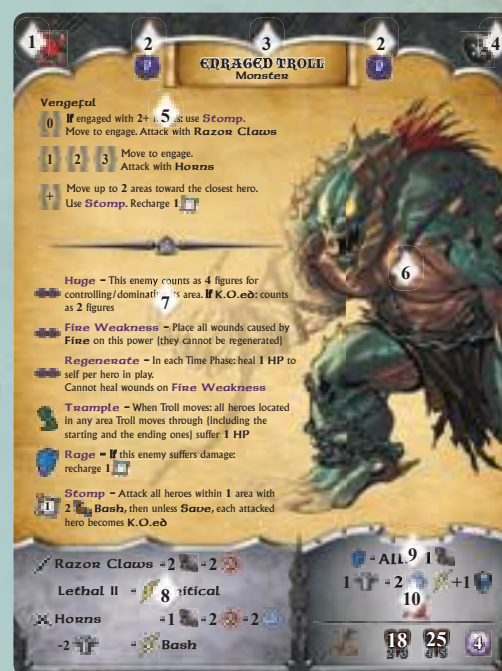 1 2 3 2 4
ENRAGED TROLL
Monster
Vengeful
5
0 If engaged with 2+ : use Stomp.
Move to engage. Attack with Razor Claws
1 2 3 Move to engage.
Attack with Horns
+ Move up to 2 areas toward the closest hero.
Use Stomp. Recharge 1
6
7
Huge – This enemy counts as 4 figures for
controlling/dominating its area. If K.O.ed: counts
as 2 figures
Fire Weakness – Place all wounds caused by
Fire on this power (they cannot be regenerated)
Regenerate – In each Time Phase: heal 1 HP to
self per hero in play.
Cannot heal wounds on Fire Weakness
Trample – When Troll moves: all heroes located
in any area Troll moves through (including the
starting and the ending ones) suffer 1 HP
Rage – If this enemy suffers damage:
recharge 1
1 Stomp – Attack all heroes within 1 area with
2 Bash, then unless Save, each attacked
hero becomes K.O.ed
Razor Claws =2 =2
Lethal II = 8 Critical
Horns =1 =2 =2
-2 = Bash
9
= ALL 1
1 = 2 +1
10
18 25 4
2-3 4-5